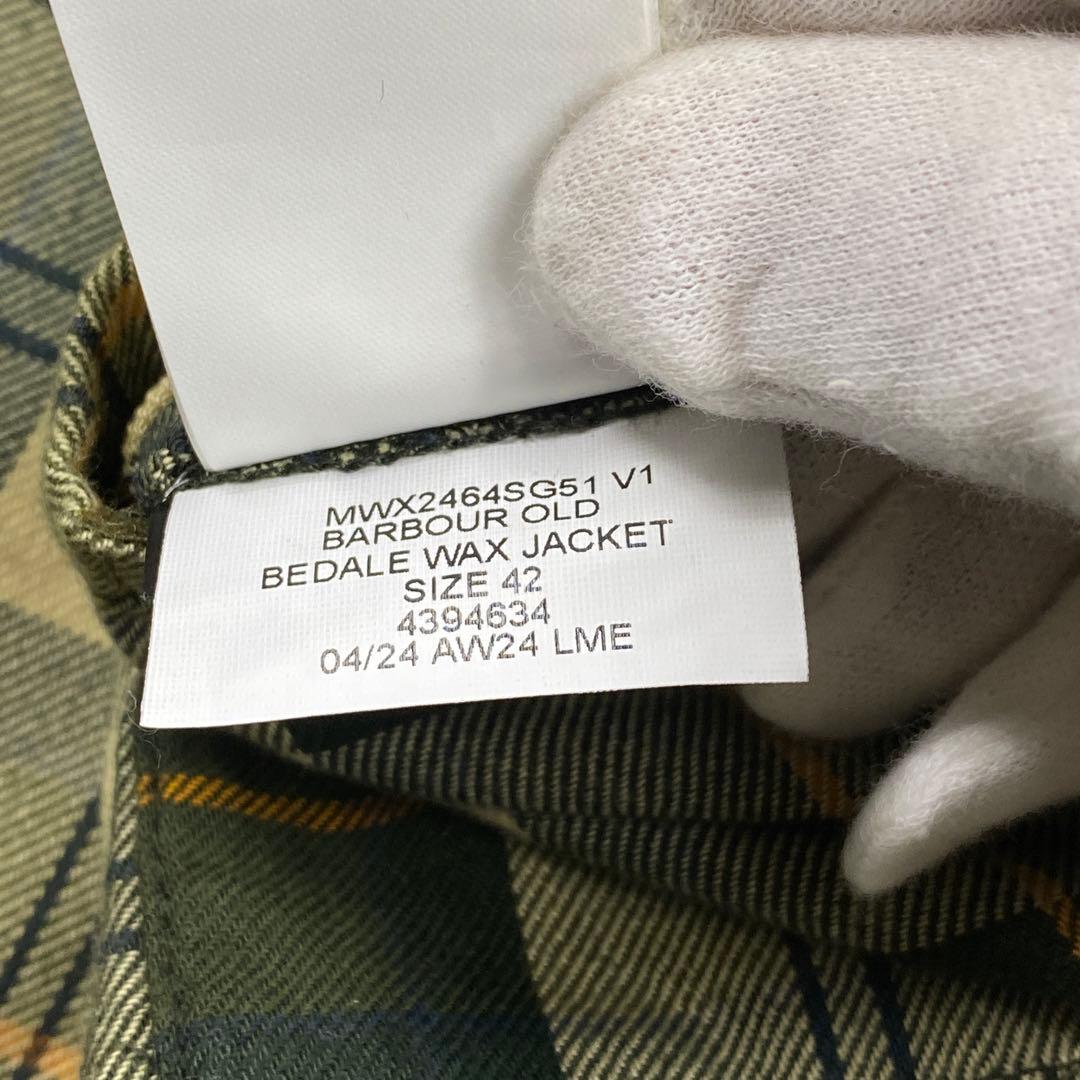 MWX2464SG51 V1
BARBOUR OLD
BEDALE WAX JACKET
SIZE 42
4394634
04/24 AW24 LME